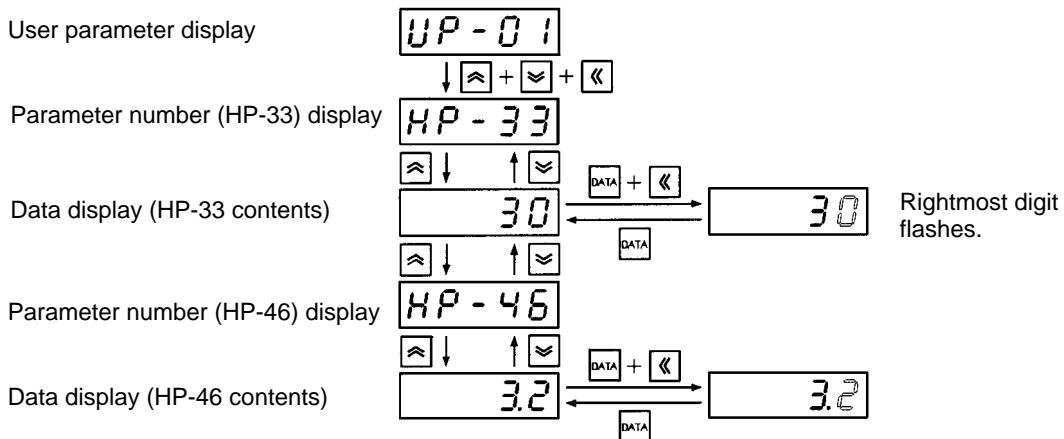 User parameter display
UP-01
+ +
Parameter number (HP-33) display
HP-33
DATA +
Data display (HP-33 contents)
30
30
Rightmost digit
flashes.
DATA
Parameter number (HP-46) display
HP-46
DATA +
Data display (HP-46 contents)
3.2
3.2
DATA